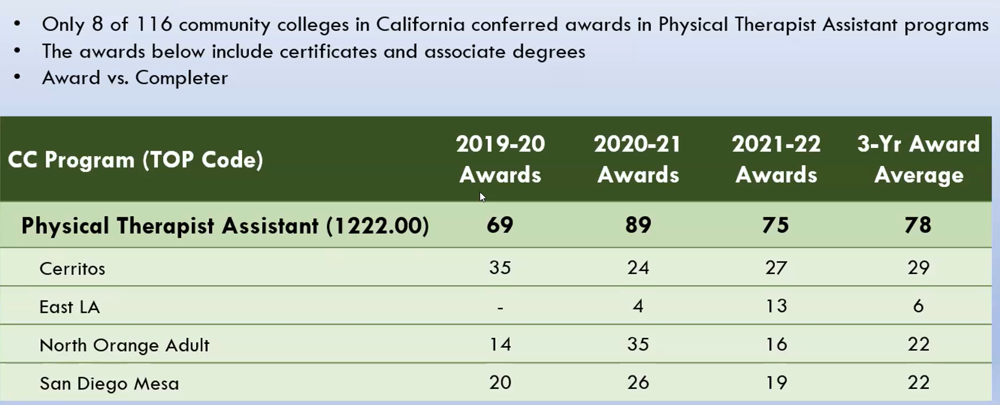 • Only 8 of 116 community colleges in California conferred awards in Physical Therapist Assistant programs
• The awards below include certificates and associate degrees
• Award vs. Completer
CC Program (TOP Code) 2019-20 Awards 2020-21 Awards 2021-22 Awards 3-Yr Award Average
Physical Therapist Assistant (1222.00) 69 89 75 78
Cerritos 35 24 27 29
East LA - 4 13 6
North Orange Adult 14 35 16 22
San Diego Mesa 20 26 19 22